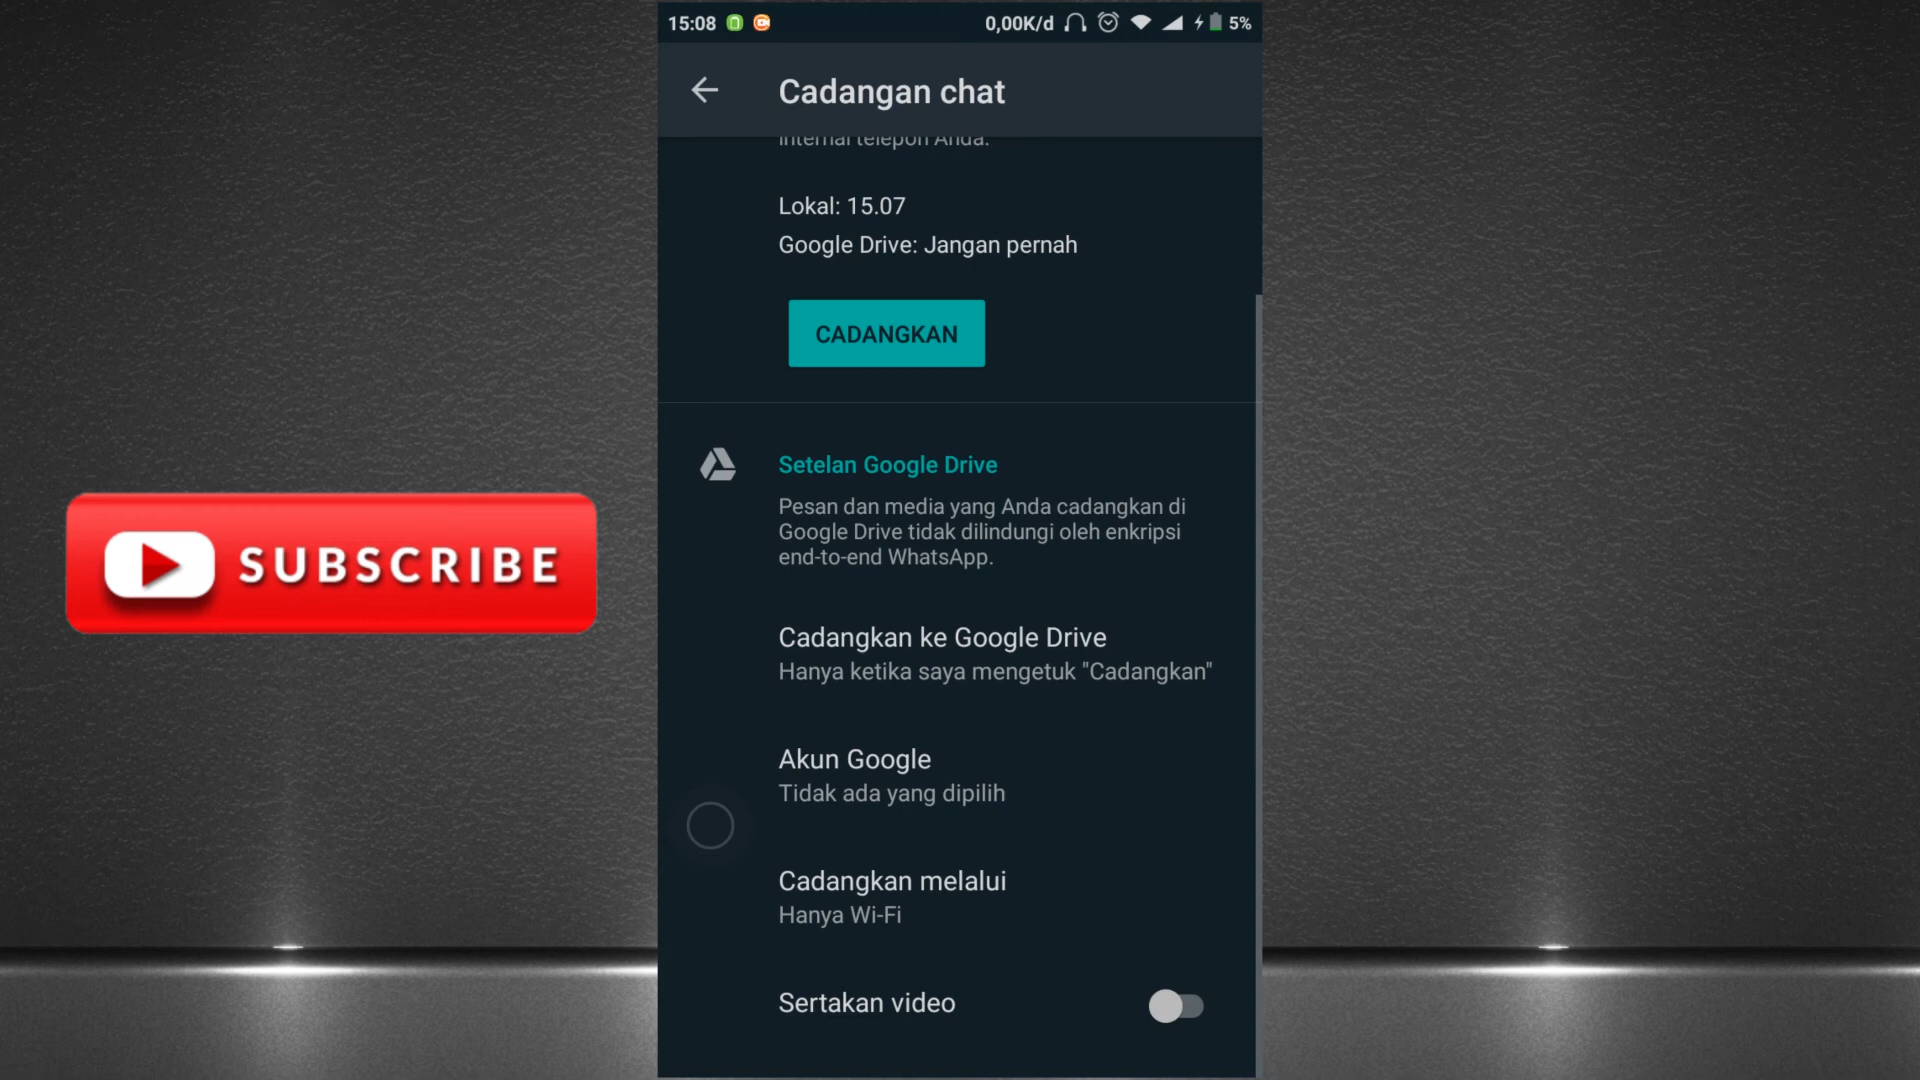 15:08
0,00K/d
5%
Cadangan chat
internal telepon Anda.
Lokal: 15.07
Google Drive: Jangan pernah
CADANGKAN
Setelan Google Drive
Pesan dan media yang Anda cadangkan di
Google Drive tidak dilindungi oleh enkripsi
end-to-end WhatsApp.
SUBSCRIBE
Cadangkan ke Google Drive
Hanya ketika saya mengetuk "Cadangkan"
Akun Google
Tidak ada yang dipilih
Cadangkan melalui
Hanya Wi-Fi
Sertakan video